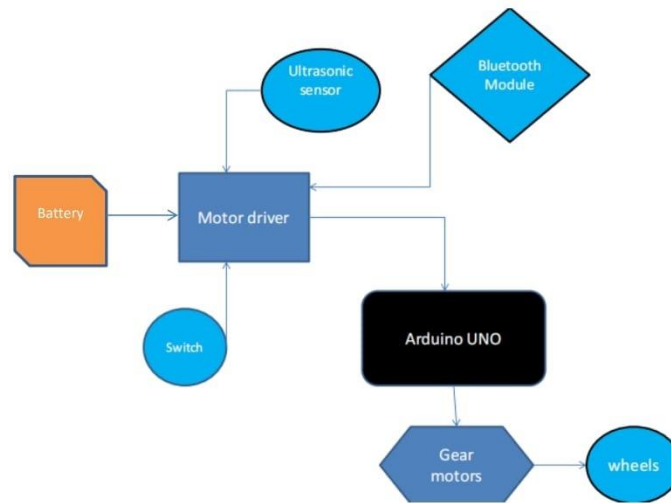 Ultrasonic
sensor
Bluetooth
Module
Battery
Motor driver
Switch
Arduino UNO
Gear
motors
wheels